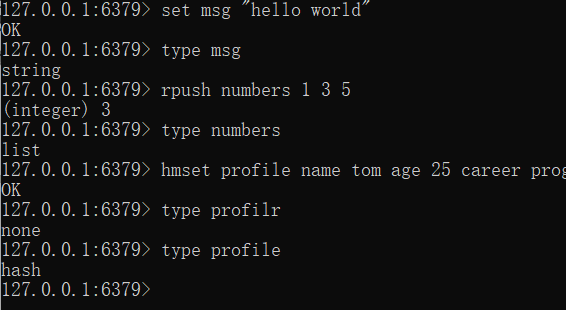 127.0.0.1:6379> set msg "hello world"
OK
127.0.0.1:6379> type msg
string
127.0.0.1:6379> rpush numbers 1 3 5
(integer) 3
127.0.0.1:6379> type numbers
list
127.0.0.1:6379> hmset profile name tom age 25 career prog
OK
127.0.0.1:6379> type profilr
none
127.0.0.1:6379> type profile
hash
127.0.0.1:6379>